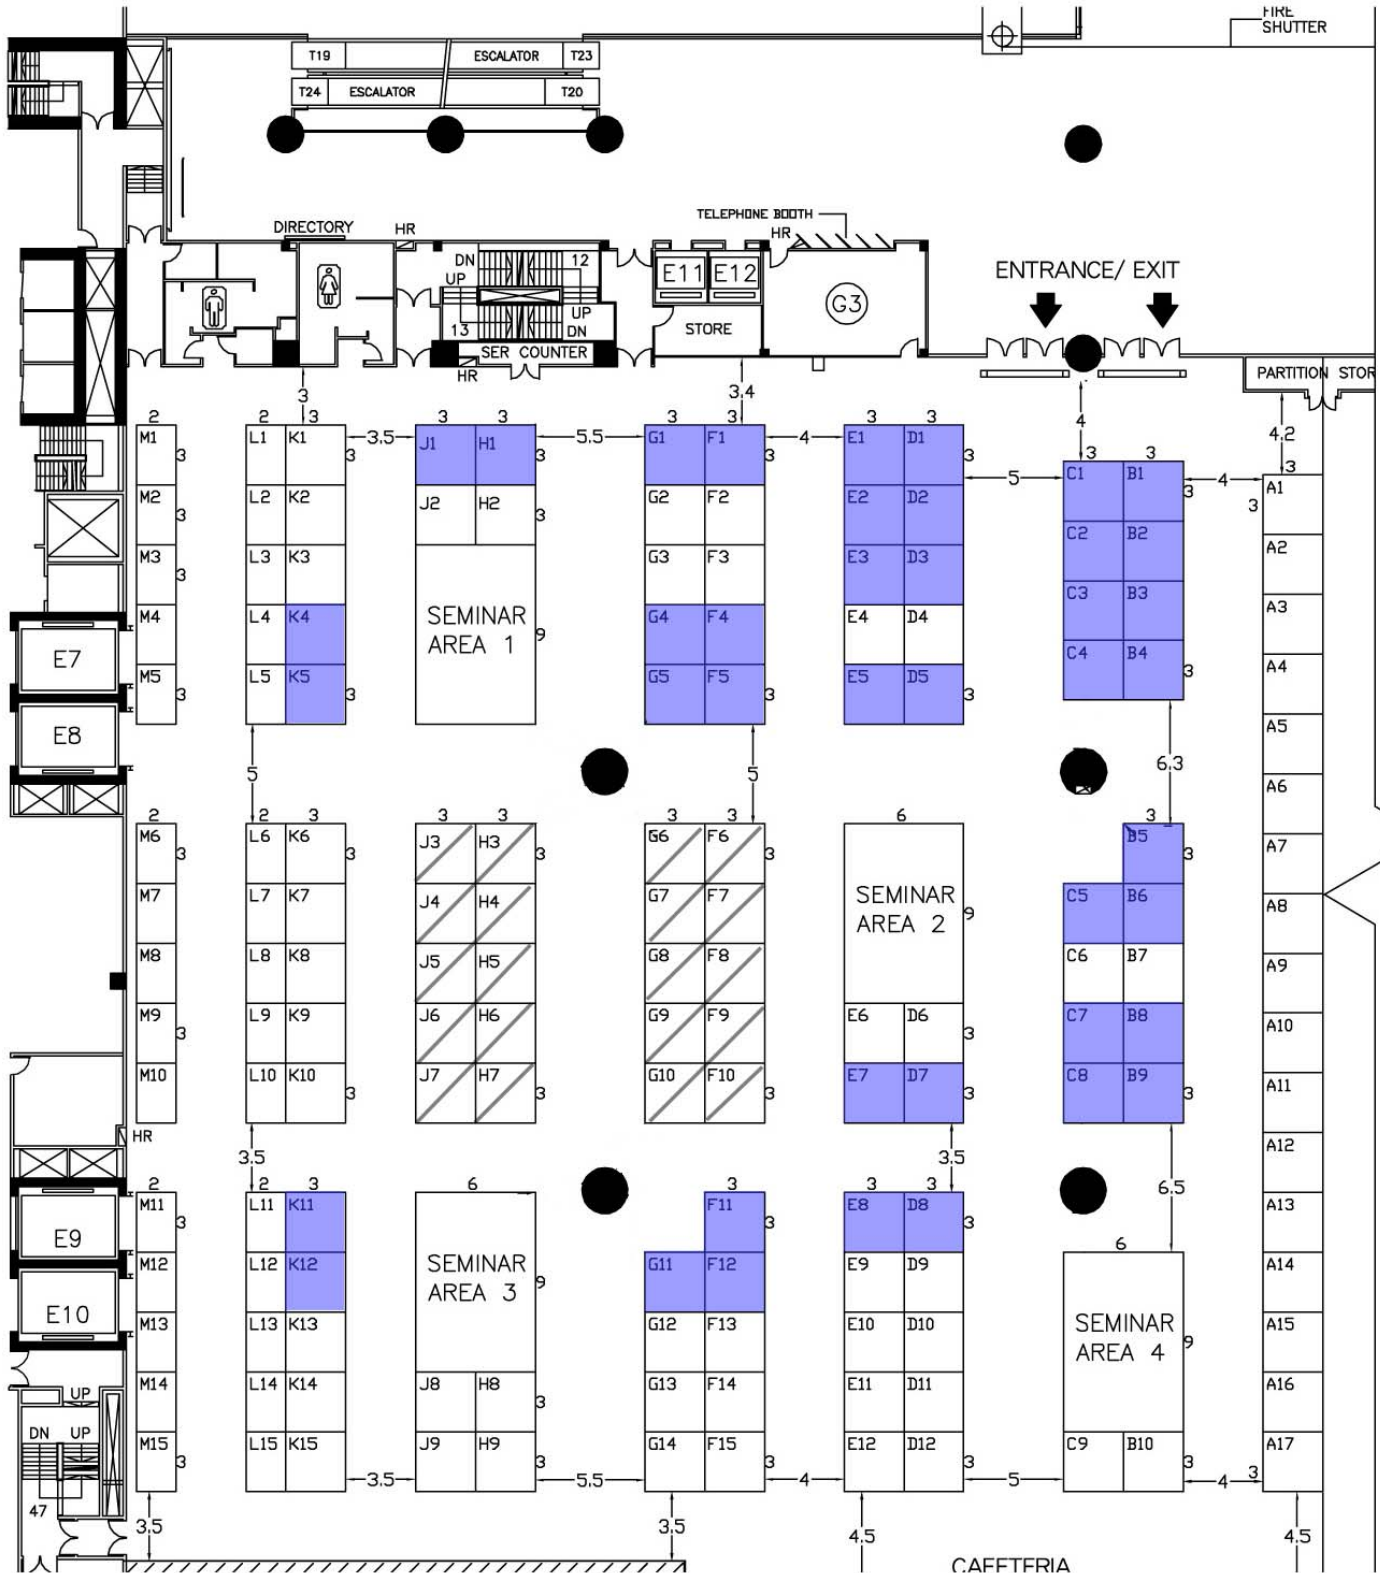 FIRE
SHUTTER
T19 ESCALATOR T23
T24 ESCALATOR T20
TELEPHONE BOOTH
DIRECTORY HR HR
DN 12
UP
E11 E12
ENTRANCE/ EXIT
G3
UP
13 DN
STORE
SER COUNTER
HR
PARTITION STOR
3 3.4
4 4.2
2 2 3 3 3 3 3 3 3
M1 L1 K1 3.5 J1 H1 5.5 G1 F1 4 E1 D1
3 3 3 3 3
3 3 3
5 C1 B1 4 A1
3 3
M2 L2 K2 J2 H2 G2 F2 E2 D2
3 3
C2 B2 A2
M3 L3 K3 G3 F3 E3 D3
3
C3 B3 A3
M4 L4 K4 SEMINAR G4 F4 E4 D4
AREA 1 9
E7
C4 B4 A4
M5 L5 K5 G5 F5 E5 D5
3 3 3 3 3
E8
A5
5 5 6.3
A6
2 2 3 3 3 3 3 6 3
M6 L6 K6 J3 H3 G6 F6 B5 A7
3 3 3 3 3
M7 L7 K7 J4 H4 G7 F7 SEMINAR C5 B6 A8
AREA 2 9
M8 L8 K8 J5 H5 G8 F8 C6 B7 A9
M9 L9 K9 J6 H6 G9 F9 E6 D6 C7 B8 A10
3 3
M10 L10 K10 J7 H7 G10 F10 E7 D7 C8 B9 A11
3 3 3 3 3
HR
3.5 3.5 A12
2 2 3 6 3 3 3 6.5
M11 L11 K11 F11 E8 D8 A13
3 3 3 3
E9
6
M12 L12 K12 SEMINAR G11 F12 E9 D9 A14
AREA 3 9
E10
M13 L13 K13 G12 F13 E10 D10 SEMINAR A15
AREA 4 9
M14 L14 K14 J8 H8 G13 F14 E11 D11 A16
3
UP
DN UP
M15 L15 K15 J9 H9 G14 F15 E12 D12 C9 B10 A17
3 3 3 3 3
3.5 5.5 4 5 4 3
47
3.5 3.5 4.5 4.5
CAFETERIA